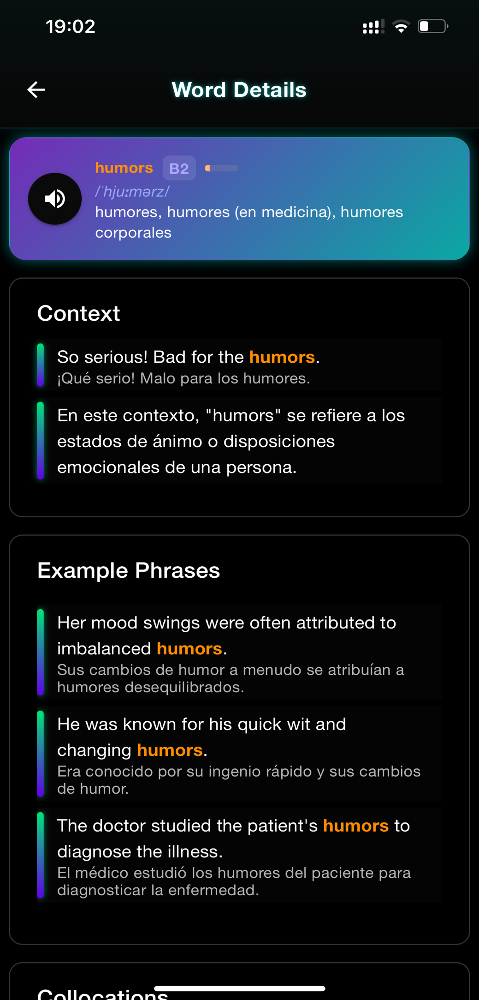 19:02
Word Details
humors B2
/ˈhjuːmərz/
humores, humores (en medicina), humores
corporales
Context
So serious! Bad for the humors.
¡Qué serio! Malo para los humores.
En este contexto, "humors" se refiere a los
estados de ánimo o disposiciones
emocionales de una persona.
Example Phrases
Her mood swings were often attributed to
imbalanced humors.
Sus cambios de humor a menudo se atribuían a
humores desequilibrados.
He was known for his quick wit and
changing humors.
Era conocido por su ingenio rápido y sus cambios
de humor.
The doctor studied the patient's humors to
diagnose the illness.
El médico estudió los humores del paciente para
diagnosticar la enfermedad.
Collocations